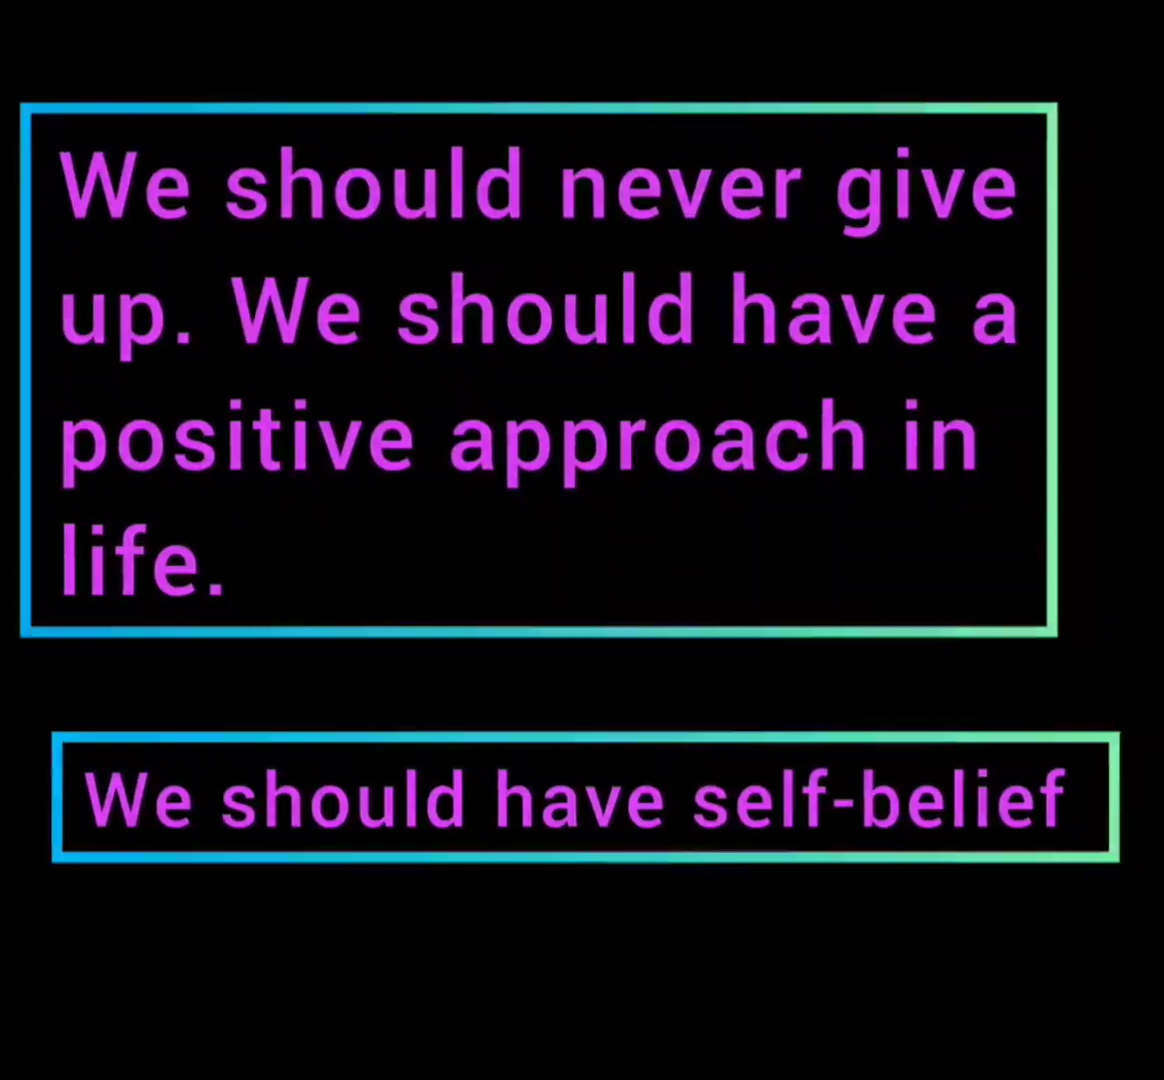 We should never give
up. We should have a
positive approach in
life.
We should have self-belief